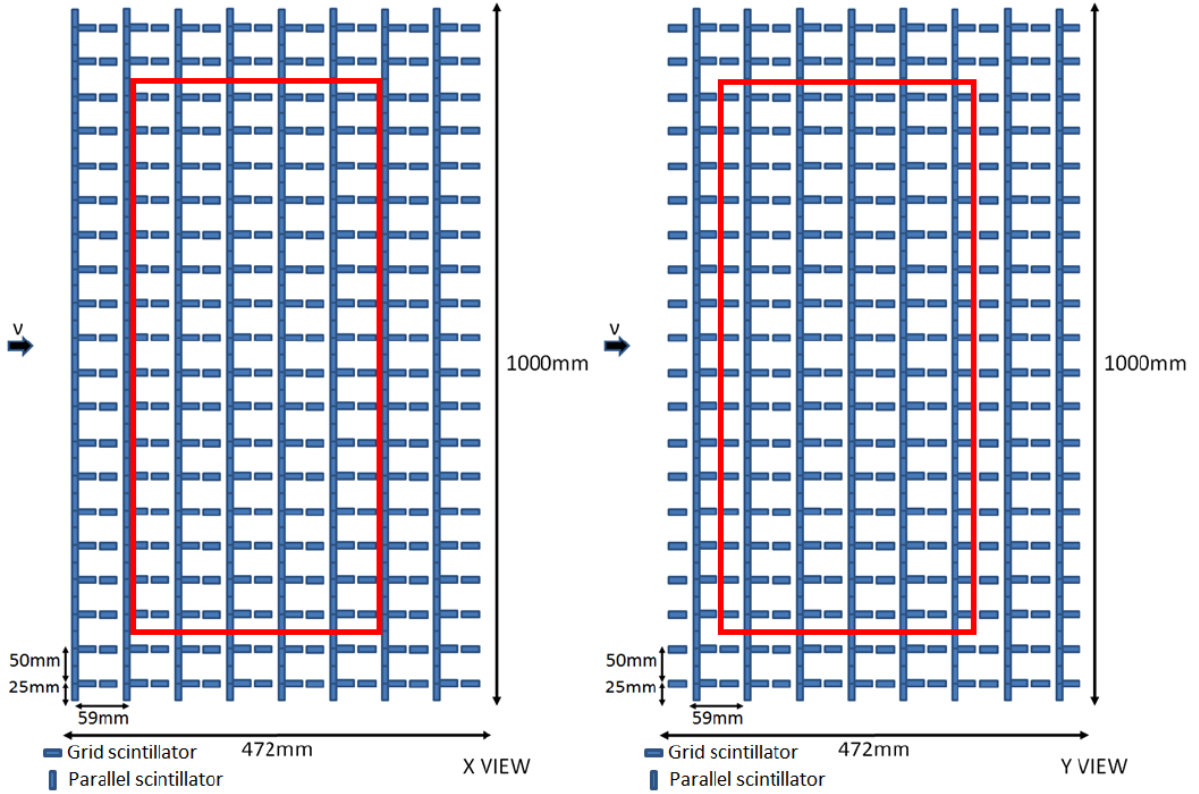 v
1000mm
50mm
25mm
59mm
472mm
Grid scintillator
Parallel scintillator
X VIEW
v
1000mm
50mm
25mm
59mm
472mm
Grid scintillator
Parallel scintillator
Y VIEW